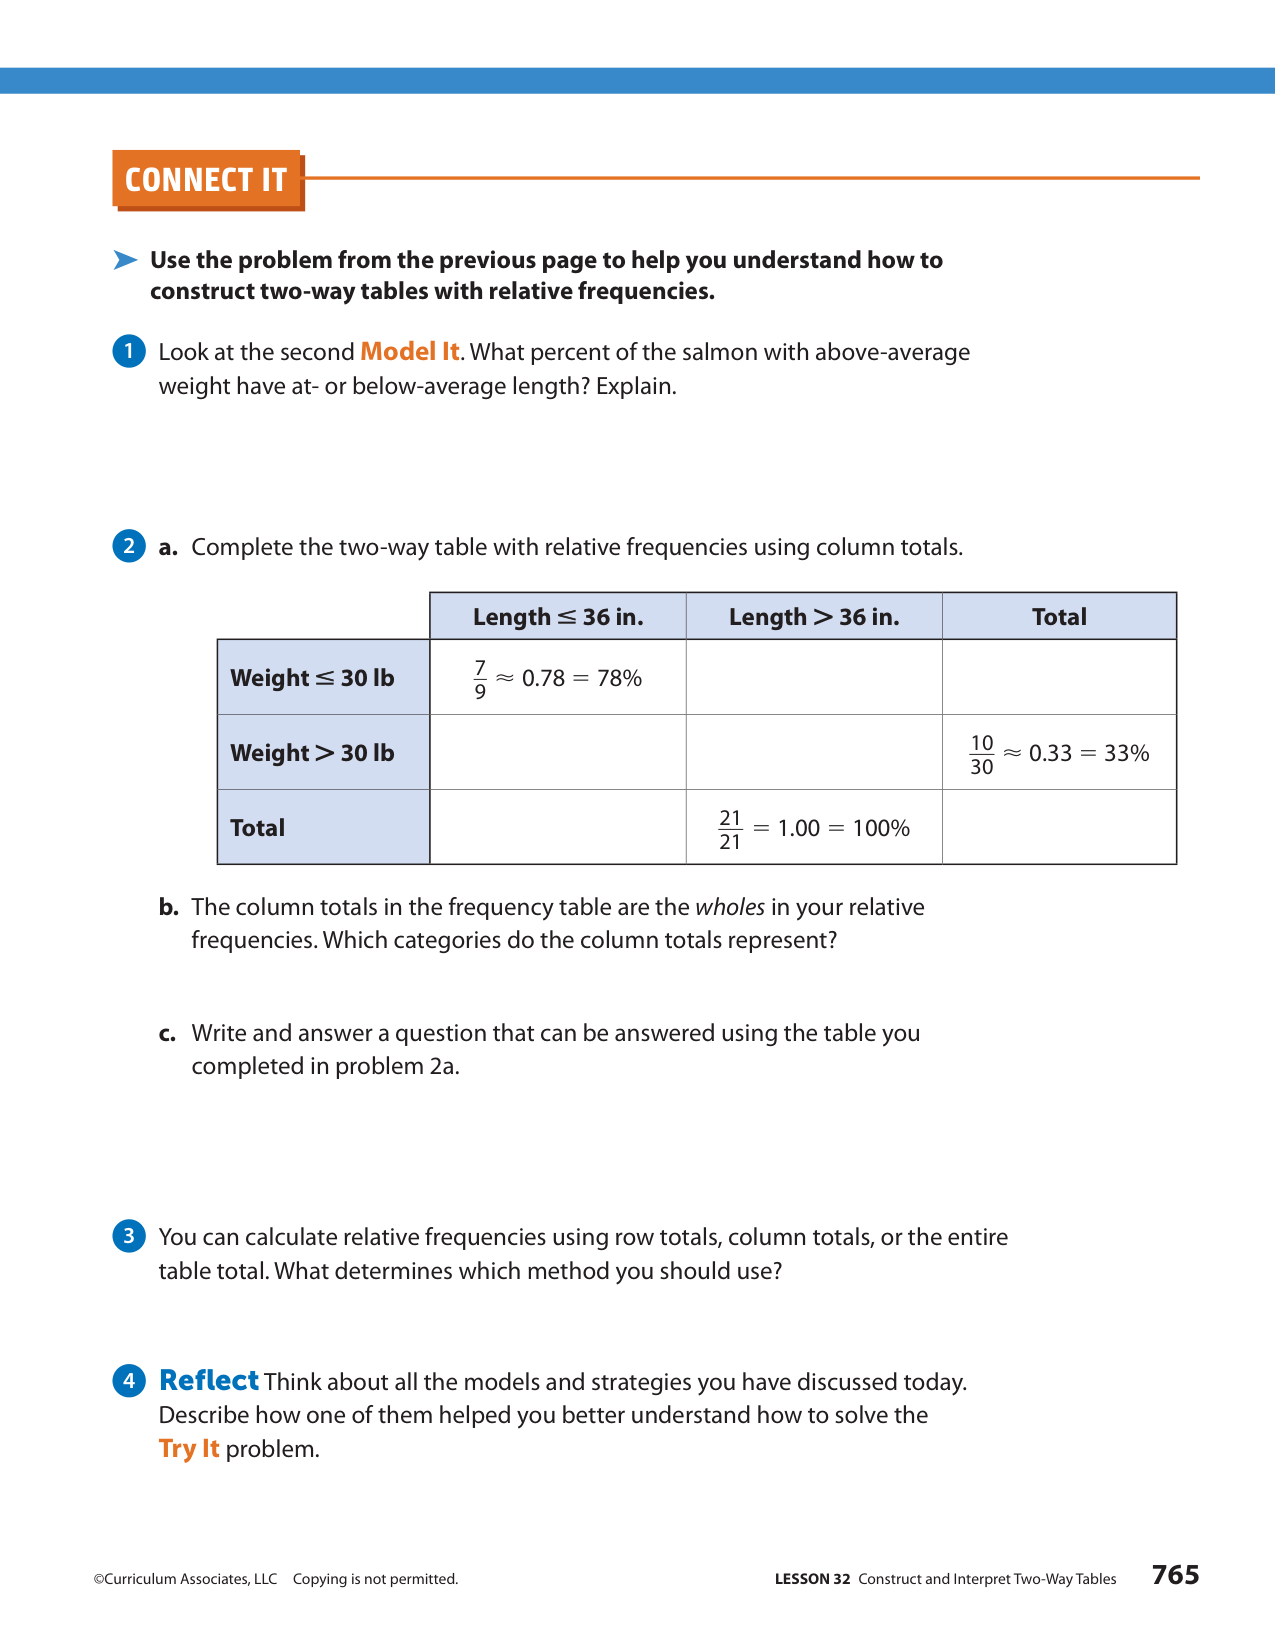 CONNECT IT
➤ Use the problem from the previous page to help you understand how to
construct two-way tables with relative frequencies.
1 Look at the second Model It. What percent of the salmon with above-average
weight have at- or below-average length? Explain.
2 a. Complete the two-way table with relative frequencies using column totals.
Length ≤ 36 in. Length > 36 in. Total
Weight ≤ 30 lb 7/9 ≈ 0.78 = 78%
Weight > 30 lb 10/30 ≈ 0.33 = 33%
Total 21/21 = 1.00 = 100%
b. The column totals in the frequency table are the wholes in your relative
frequencies. Which categories do the column totals represent?
c. Write and answer a question that can be answered using the table you
completed in problem 2a.
3 You can calculate relative frequencies using row totals, column totals, or the entire
table total. What determines which method you should use?
4 Reflect Think about all the models and strategies you have discussed today.
Describe how one of them helped you better understand how to solve the
Try It problem.
©Curriculum Associates, LLC Copying is not permitted. LESSON 32 Construct and Interpret Two-Way Tables 765